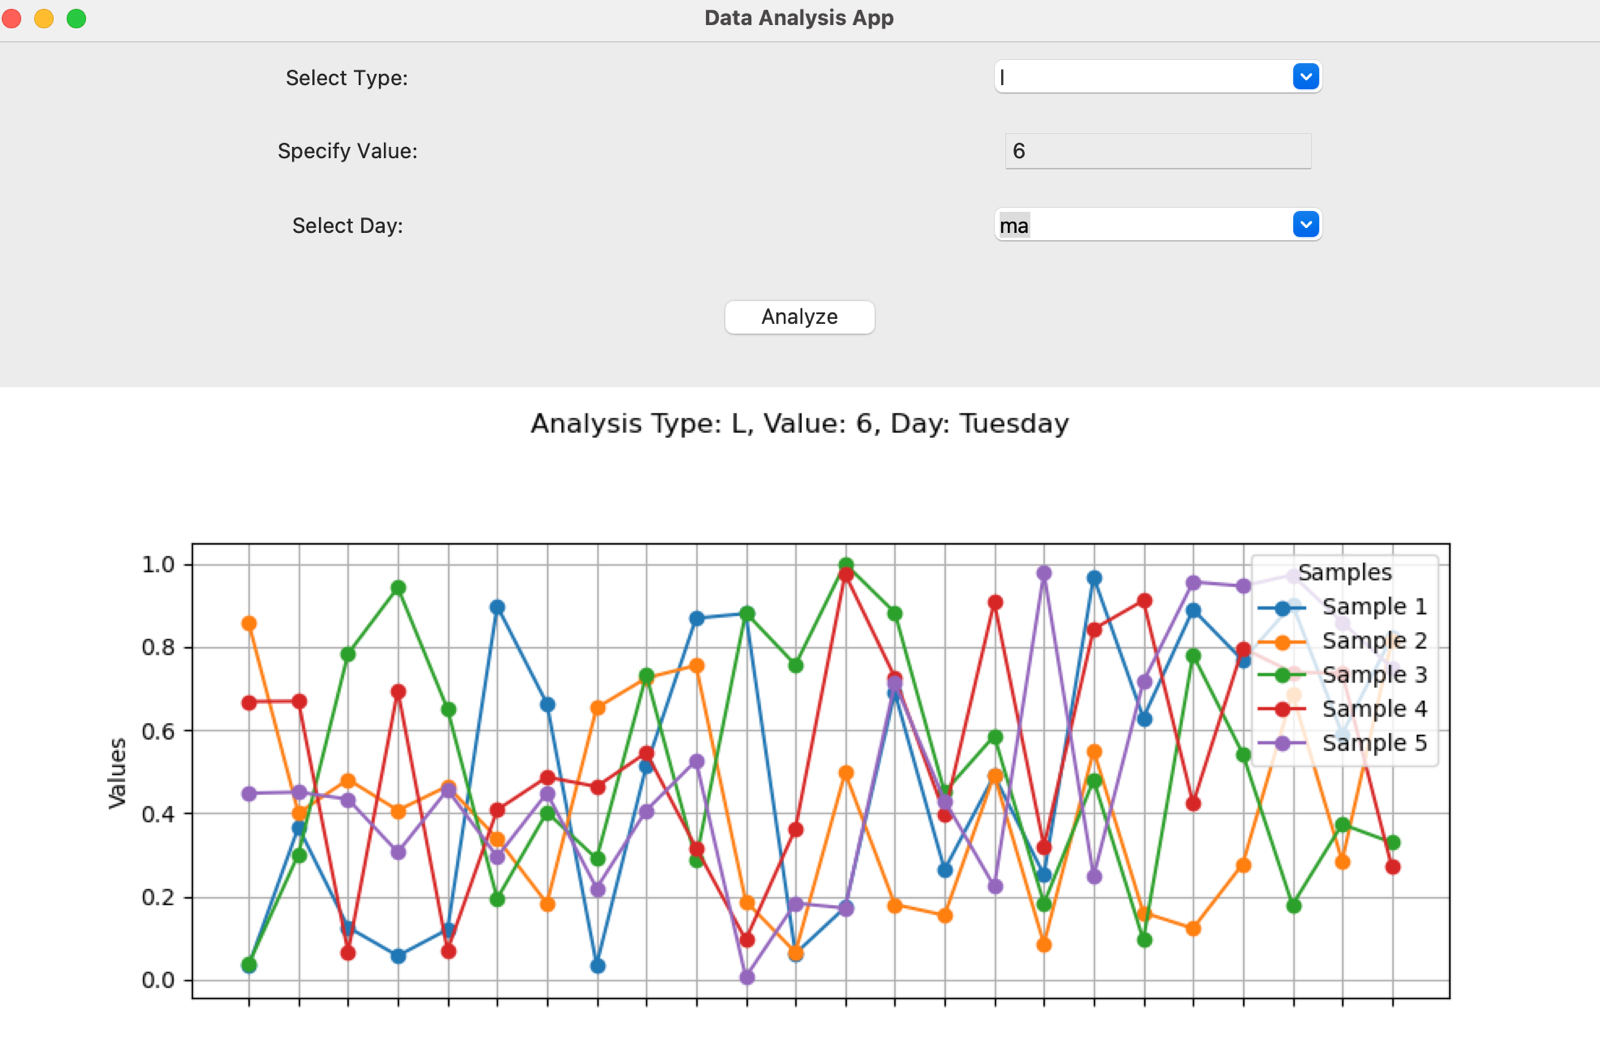 Data Analysis App
Select Type:
l
Specify Value:
6
Select Day:
ma
Analyze
Analysis Type: L, Value: 6, Day: Tuesday
Values
1.0
0.8
0.6
0.4
0.2
0.0
Samples
Sample 1
Sample 2
Sample 3
Sample 4
Sample 5